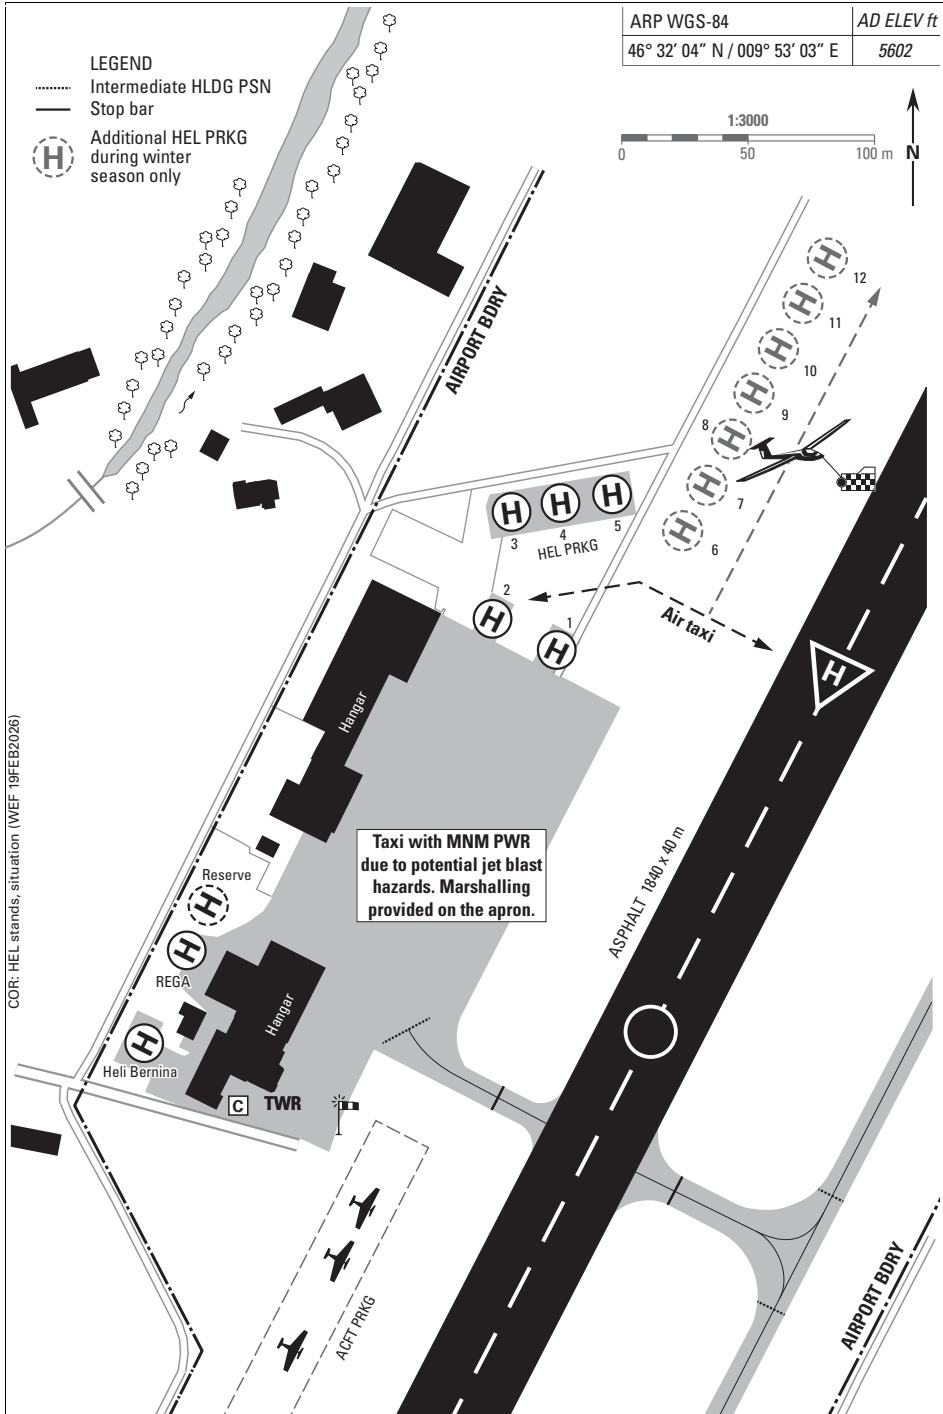 ARP WGS-84
AD ELEV ft
46° 32′ 04″ N / 009° 53′ 03″ E
5602
LEGEND
Intermediate HLDG PSN
Stop bar
H
Additional HEL PRKG
during winter
season only
1:3000
0
50
100 m
N
H
12
H
11
H
10
H
9
H
8
H
7
H
6
AIRPORT BDRY
H
3
H
4
H
5
HEL PRKG
2
H
1
H
Air taxi
H
Hangar
Taxi with MNM PWR
due to potential jet blast
hazards. Marshalling
provided on the apron.
ASPHALT 1840 x 40 m
Reserve
H
H
REGA
Hangar
H
Heli Bernina
C
TWR
ACFT PRKG
AIRPORT BDRY
COR: HEL stands, situation (WEF 19FEB2026)